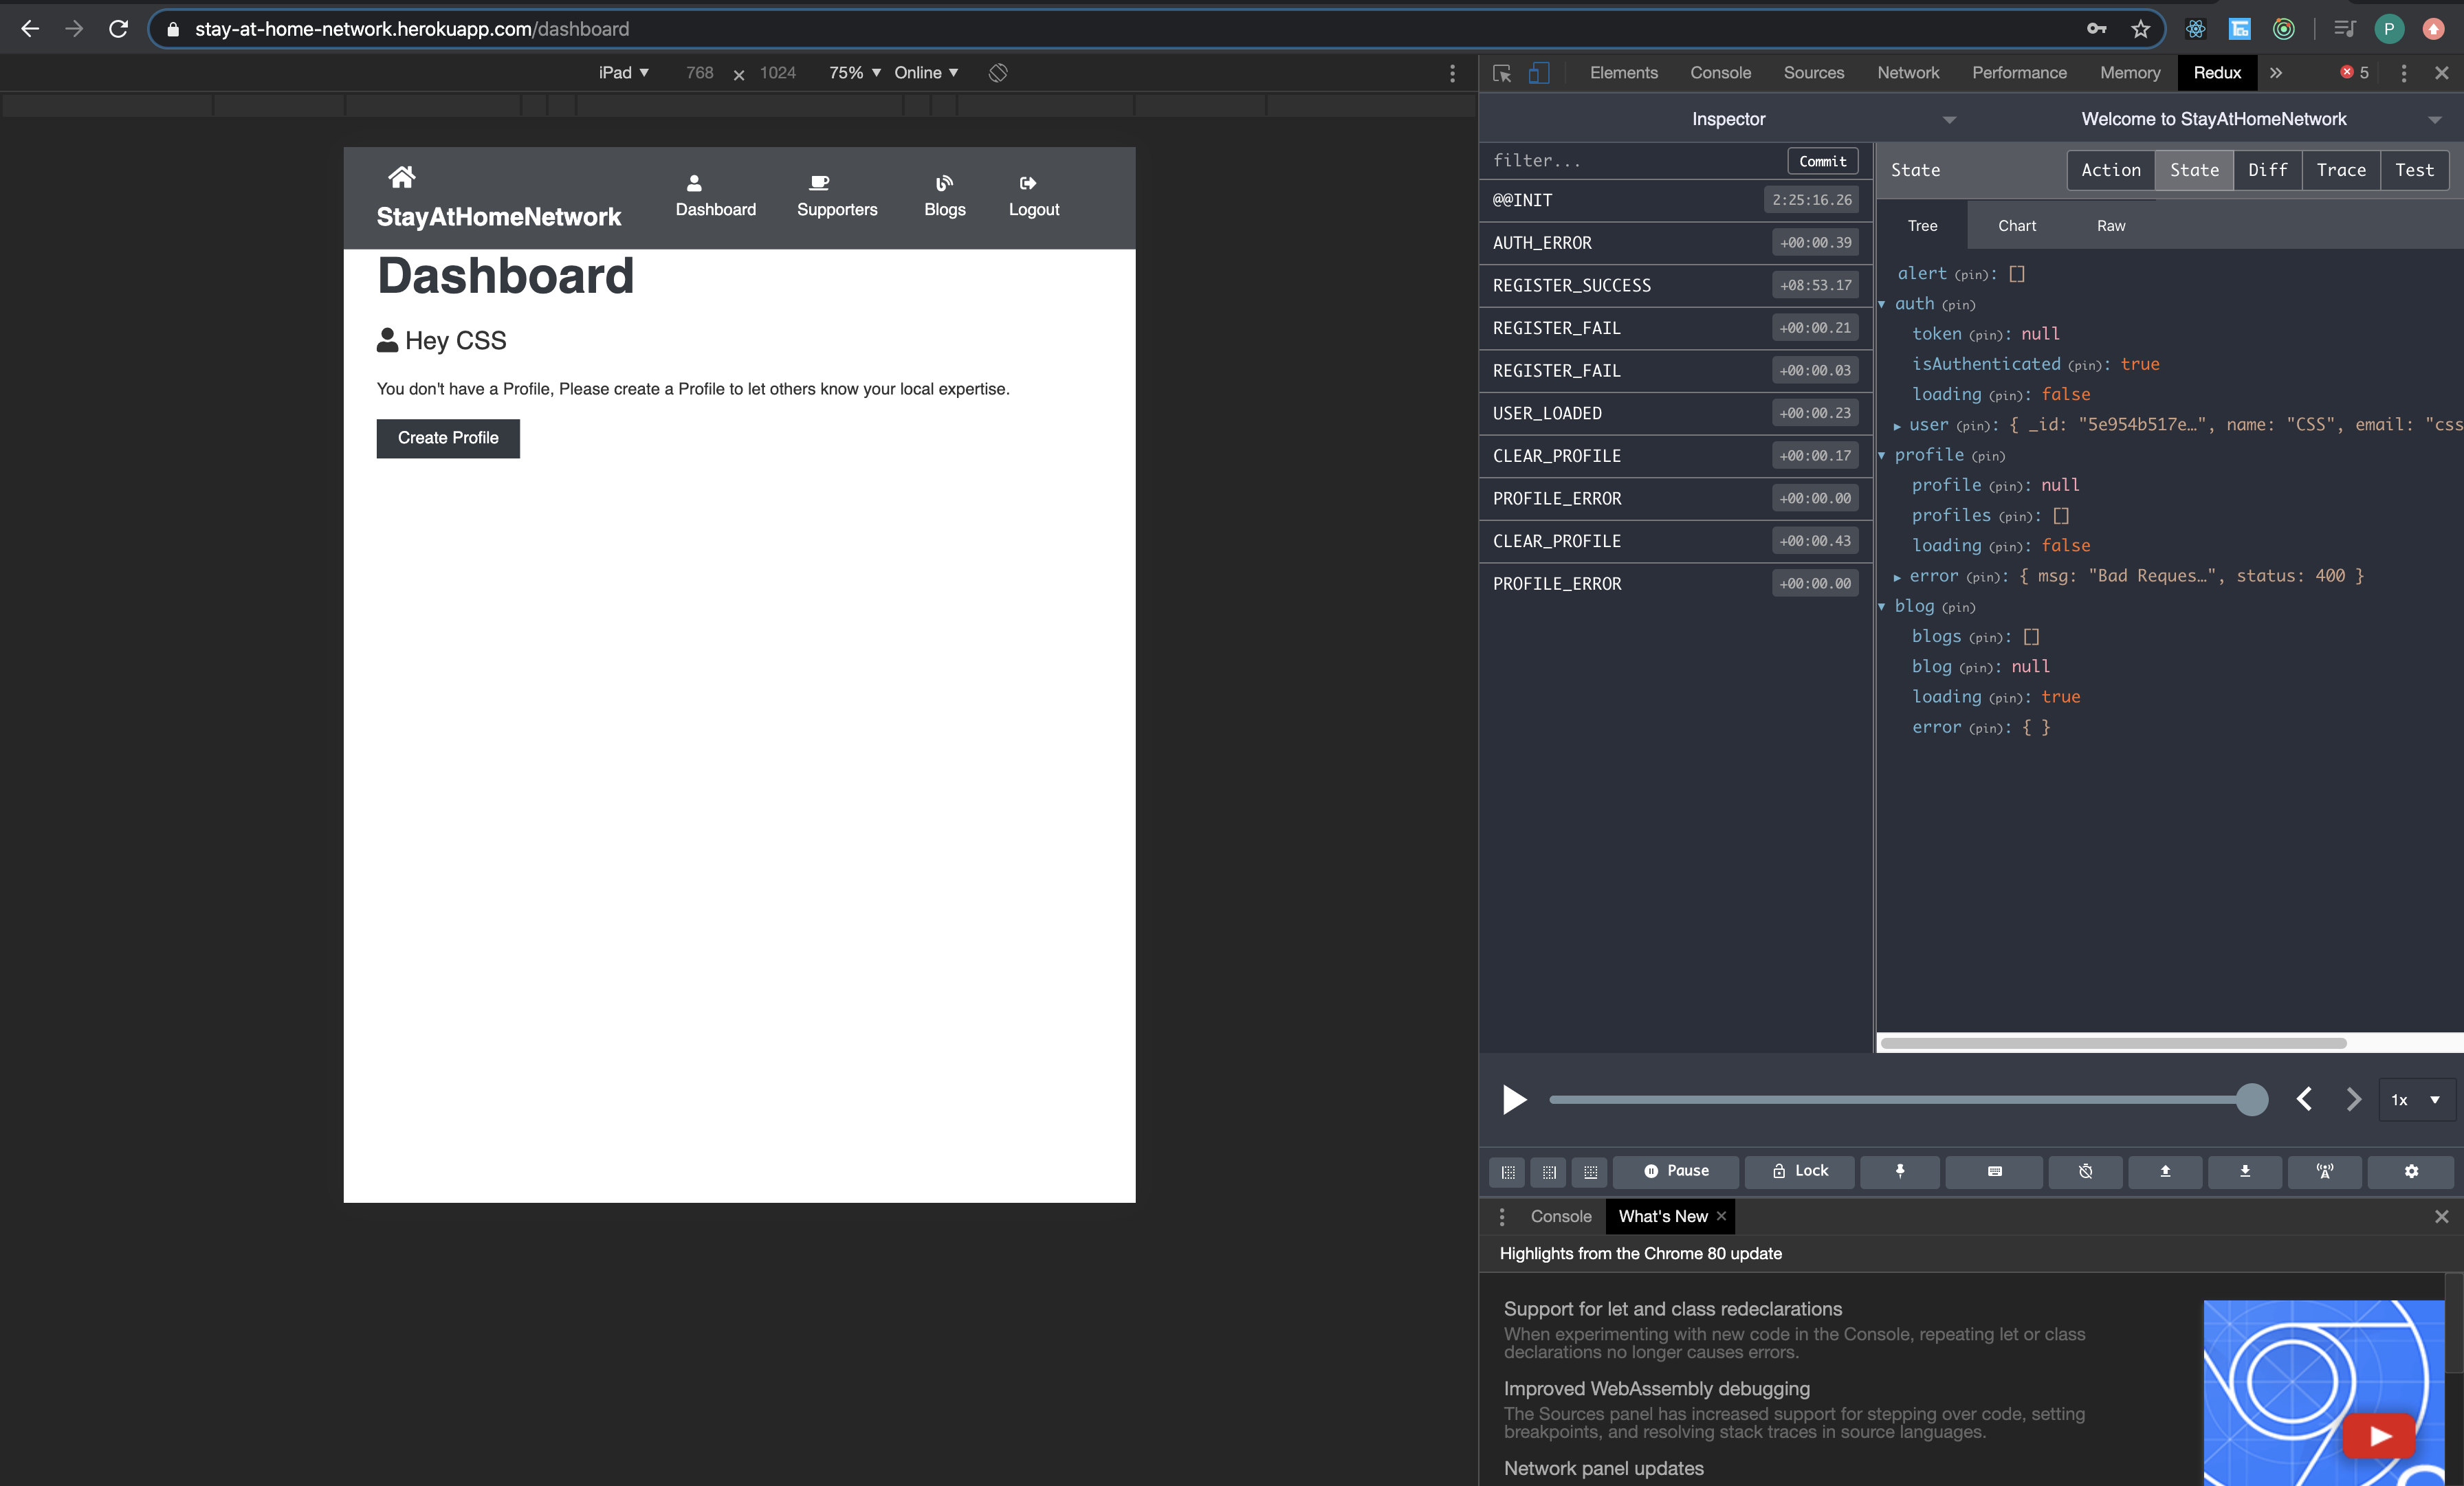 stay-at-home-network.herokuapp.com/dashboard
P
iPad ▼ 768 × 1024 75% ▼ Online ▼
Elements Console Sources Network Performance Memory Redux » 5
Inspector
Welcome to StayAtHomeNetwork
StayAtHomeNetwork
Dashboard
Supporters
Blogs
Logout
Dashboard
Hey CSS
You don't have a Profile, Please create a Profile to let others know your local expertise.
Create Profile
filter... Commit
@@INIT 2:25:16.26
AUTH_ERROR +00:00.39
REGISTER_SUCCESS +08:53.17
REGISTER_FAIL +00:00.21
REGISTER_FAIL +00:00.03
USER_LOADED +00:00.23
CLEAR_PROFILE +00:00.17
PROFILE_ERROR +00:00.00
CLEAR_PROFILE +00:00.43
PROFILE_ERROR +00:00.00
State Action State Diff Trace Test
Tree Chart Raw
alert (pin): []
auth (pin)
token (pin): null
isAuthenticated (pin): true
loading (pin): false
user (pin): { _id: "5e954b517e…", name: "CSS", email: "css
profile (pin)
profile (pin): null
profiles (pin): []
loading (pin): false
error (pin): { msg: "Bad Reques…", status: 400 }
blog (pin)
blogs (pin): []
blog (pin): null
loading (pin): true
error (pin): { }
1x
Pause Lock
Console What's New ×
Highlights from the Chrome 80 update
Support for let and class redeclarations
When experimenting with new code in the Console, repeating let or class
declarations no longer causes errors.
Improved WebAssembly debugging
The Sources panel has increased support for stepping over code, setting
breakpoints, and resolving stack traces in source languages.
Network panel updates